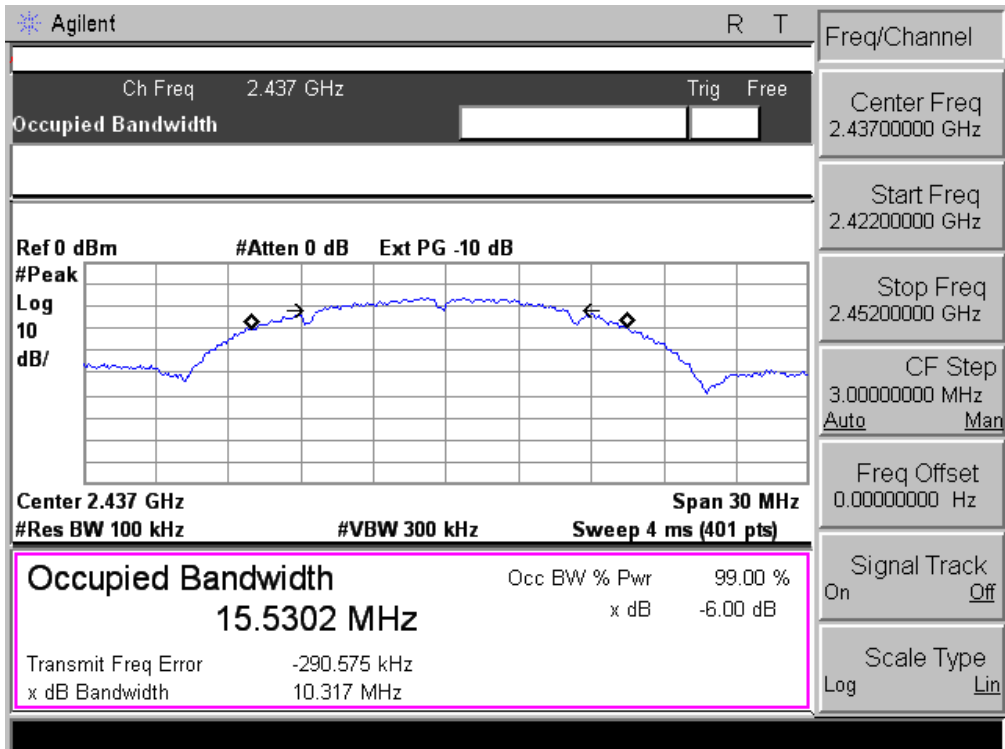 Agilent R T
Ch Freq 2.437 GHz Trig Free
Occupied Bandwidth
Ref 0 dBm #Atten 0 dB Ext PG -10 dB
#Peak
Log
10
dB/
Center 2.437 GHz Span 30 MHz
#Res BW 100 kHz #VBW 300 kHz Sweep 4 ms (401 pts)
Occupied Bandwidth Occ BW % Pwr 99.00 %
15.5302 MHz x dB -6.00 dB
Transmit Freq Error -290.575 kHz
x dB Bandwidth 10.317 MHz
Freq/Channel
Center Freq
2.43700000 GHz
Start Freq
2.42200000 GHz
Stop Freq
2.45200000 GHz
CF Step
3.00000000 MHz
Auto Man
Freq Offset
0.00000000 Hz
Signal Track
On Off
Scale Type
Log Lin